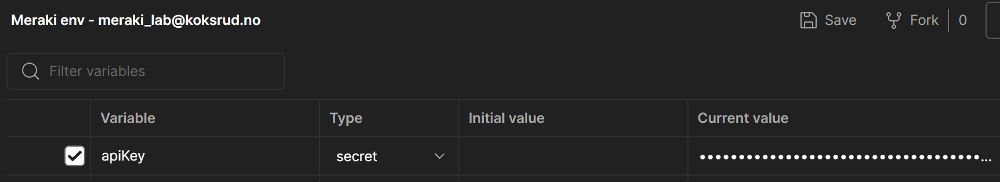 Meraki env - meraki_lab@koksrud.no
Save
Fork
0
Filter variables
Variable
Type
Initial value
Current value
apiKey
secret
••••••••••••••••••••••••••••••••••••...